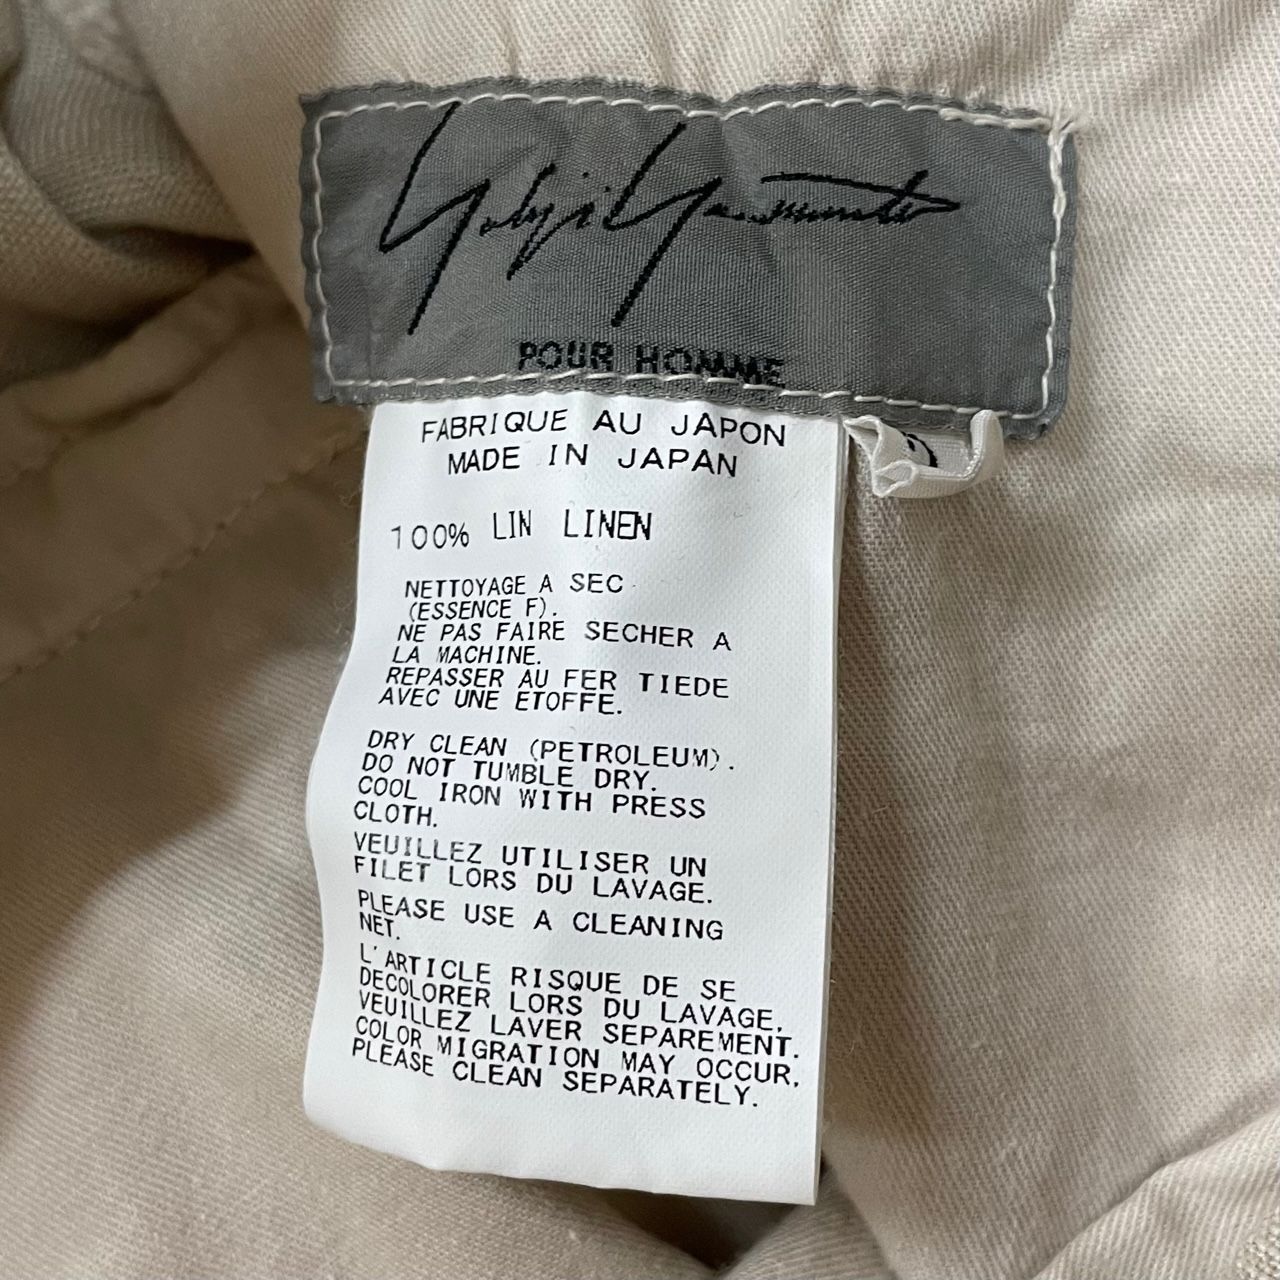 Yohji Yamamoto
POUR HOMME
FABRIQUE AU JAPON
MADE IN JAPAN
100% LIN LINEN
NETTOYAGE A SEC
(ESSENCE F).
NE PAS FAIRE SECHER A
LA MACHINE.
REPASSER AU FER TIEDE
AVEC UNE ETOFFE.
DRY CLEAN (PETROLEUM).
DO NOT TUMBLE DRY.
COOL IRON WITH PRESS
CLOTH.
VEUILLEZ UTILISER UN
FILET LORS DU LAVAGE.
PLEASE USE A CLEANING
NET.
L'ARTICLE RISQUE DE SE
DECOLORER LORS DU LAVAGE,
VEUILLEZ LAVER SEPAREMENT.
COLOR MIGRATION MAY OCCUR,
PLEASE CLEAN SEPARATELY.